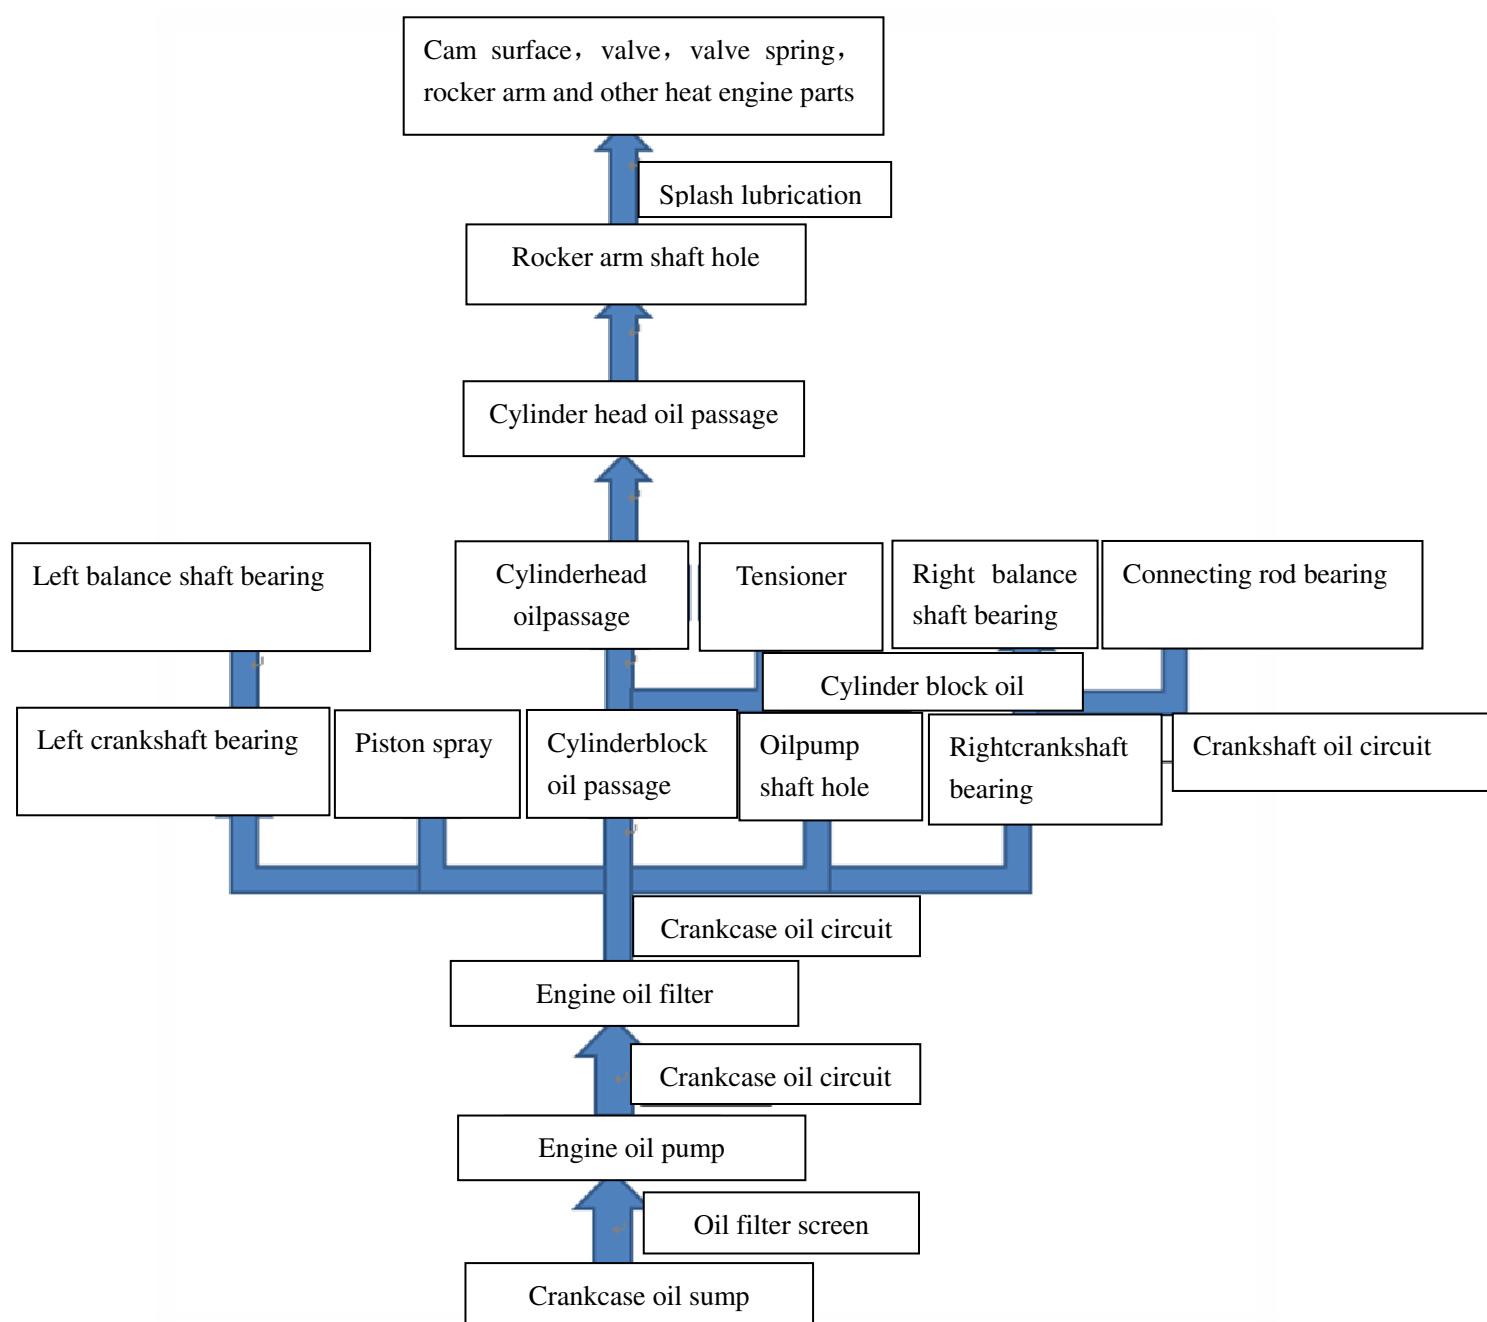 Cam surface，valve，valve spring，
rocker arm and other heat engine parts
Splash lubrication
Rocker arm shaft hole
Cylinder head oil passage
Left balance shaft bearing
Cylinderhead
oilpassage
Tensioner
Right balance
shaft bearing
Connecting rod bearing
Cylinder block oil
Left crankshaft bearing
Piston spray
Cylinderblock
oil passage
Oilpump
shaft hole
Rightcrankshaft
bearing
Crankshaft oil circuit
Crankcase oil circuit
Engine oil filter
Crankcase oil circuit
Engine oil pump
Oil filter screen
Crankcase oil sump